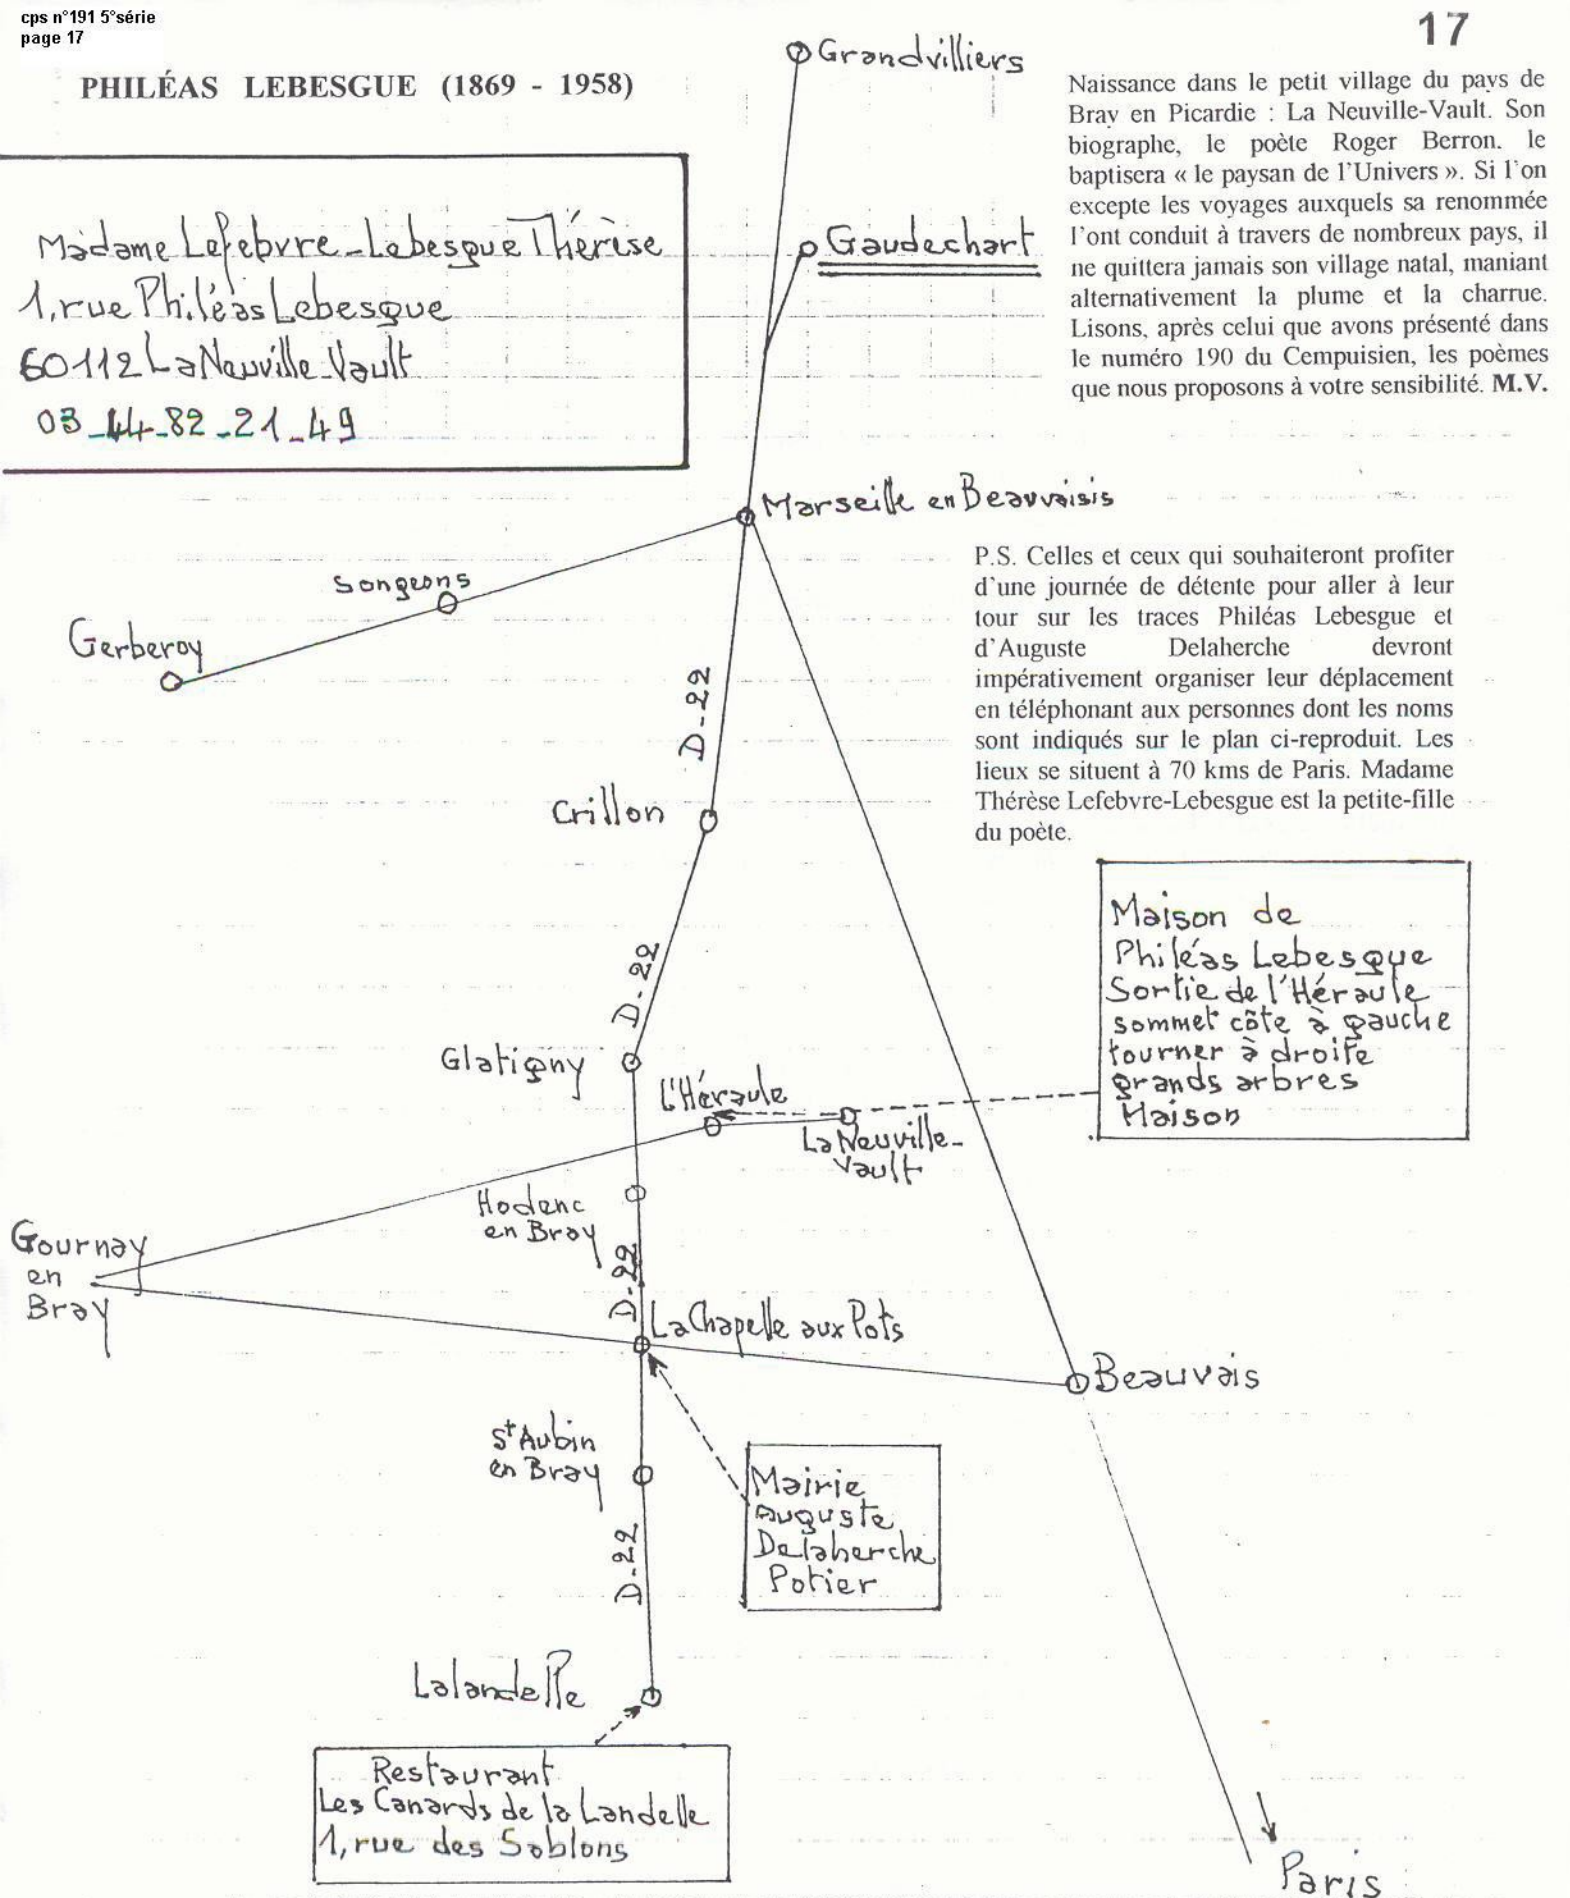 cps n°191 5°série
page 17
17
PHILÉAS LEBESGUE (1869 - 1958)
Madame Lefebvre-Lebesgue Thérèse
1, rue Philéas Lebesgue
60112 La Neuville-Vault
03-44-82-21-49
Naissance dans le petit village du pays de
Bray en Picardie : La Neuville-Vault. Son
biographe, le poète Roger Berron, le
baptisera « le paysan de l'Univers ». Si l'on
excepte les voyages auxquels sa renommée
l'ont conduit à travers de nombreux pays, il
ne quittera jamais son village natal, maniant
alternativement la plume et la charrue.
Lisons, après celui que avons présenté dans
le numéro 190 du Cempuisien, les poèmes
que nous proposons à votre sensibilité. M.V.
Grandvilliers
Gaudechart
Marseille en Beauvaisis
Songeons
Gerberoy
P.S. Celles et ceux qui souhaiteront profiter
d'une journée de détente pour aller à leur
tour sur les traces Philéas Lebesgue et
d'Auguste Delaherche devront
impérativement organiser leur déplacement
en téléphonant aux personnes dont les noms
sont indiqués sur le plan ci-reproduit. Les
lieux se situent à 70 kms de Paris. Madame
Thérèse Lefebvre-Lebesgue est la petite-fille
du poète.
D-22
Crillon
D-22
Glatigny
Maison de
Philéas Lebesgue
Sortie de l'Héraule
sommet côte à gauche
tourner à droite
grands arbres
Maison
l'Héraule
La Neuville-
Vault
Hodenc
en Bray
Gournay
en
Bray
D-22
La Chapelle aux Pots
Beauvais
St Aubin
en Bray
Mairie
Auguste
Delaherche
Potier
D-22
Lalandelle
Restaurant
Les Canards de la Landelle
1, rue des Sablons
Paris